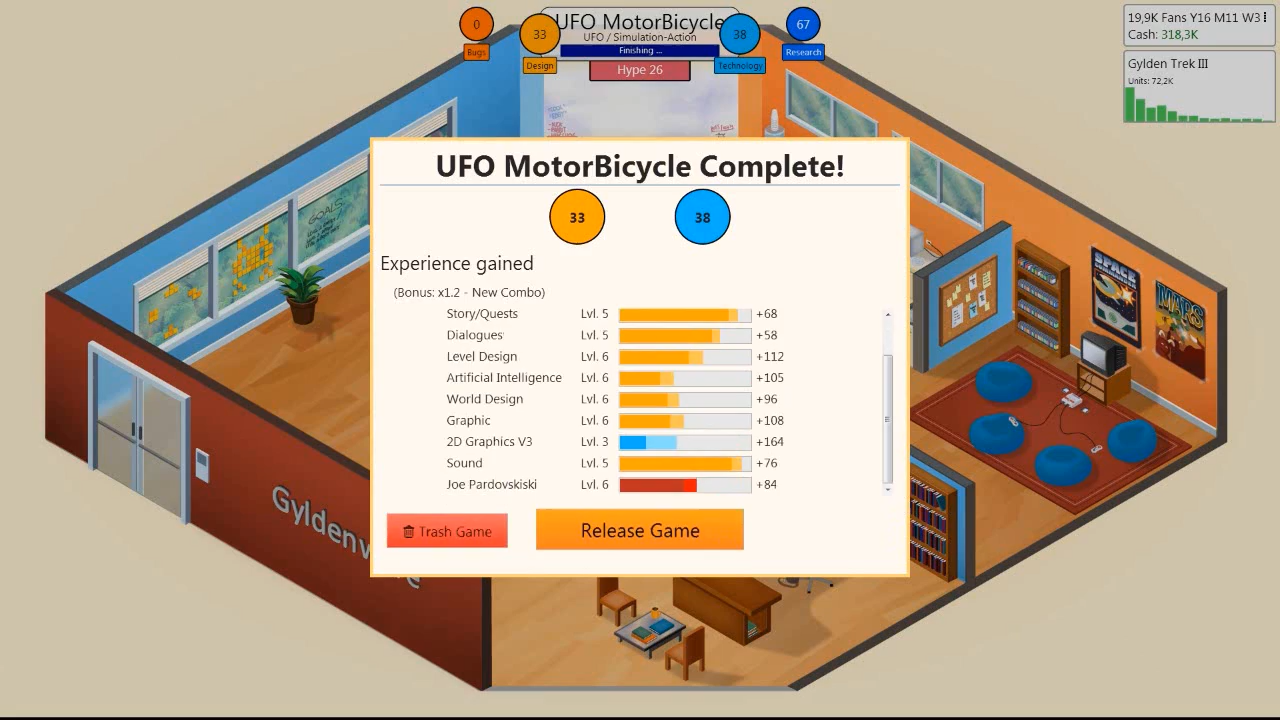 0
Bugs
33
Design
UFO MotorBicycle
UFO / Simulation-Action
Finishing ...
Hype 26
38
Technology
67
Research
19,9K Fans Y16 M11 W3
Cash: 318,3K
Gylden Trek III
Units: 72.2K
GOALS:
SPACE
MARS
UFO MotorBicycle Complete!
33
38
Experience gained
(Bonus: x1.2 - New Combo)
Story/Quests Lvl. 5 +68
Dialogues Lvl. 5 +58
Level Design Lvl. 6 +112
Artificial Intelligence Lvl. 6 +105
World Design Lvl. 6 +96
Graphic Lvl. 6 +108
2D Graphics V3 Lvl. 3 +164
Sound Lvl. 5 +76
Joe Pardovskiski Lvl. 6 +84
Trash Game
Release Game